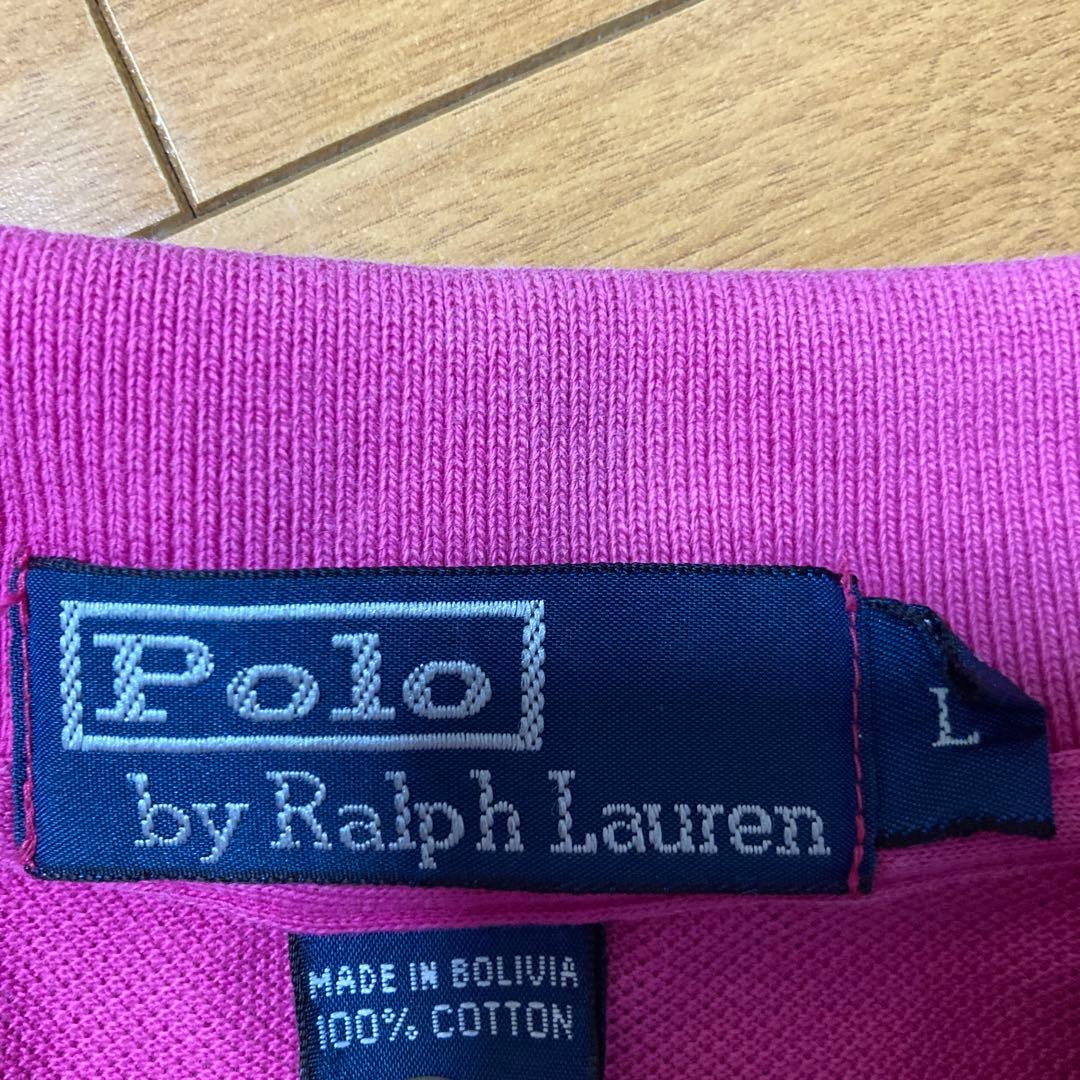 Polo
by Ralph Lauren
L
MADE IN BOLIVIA
100% COTTON